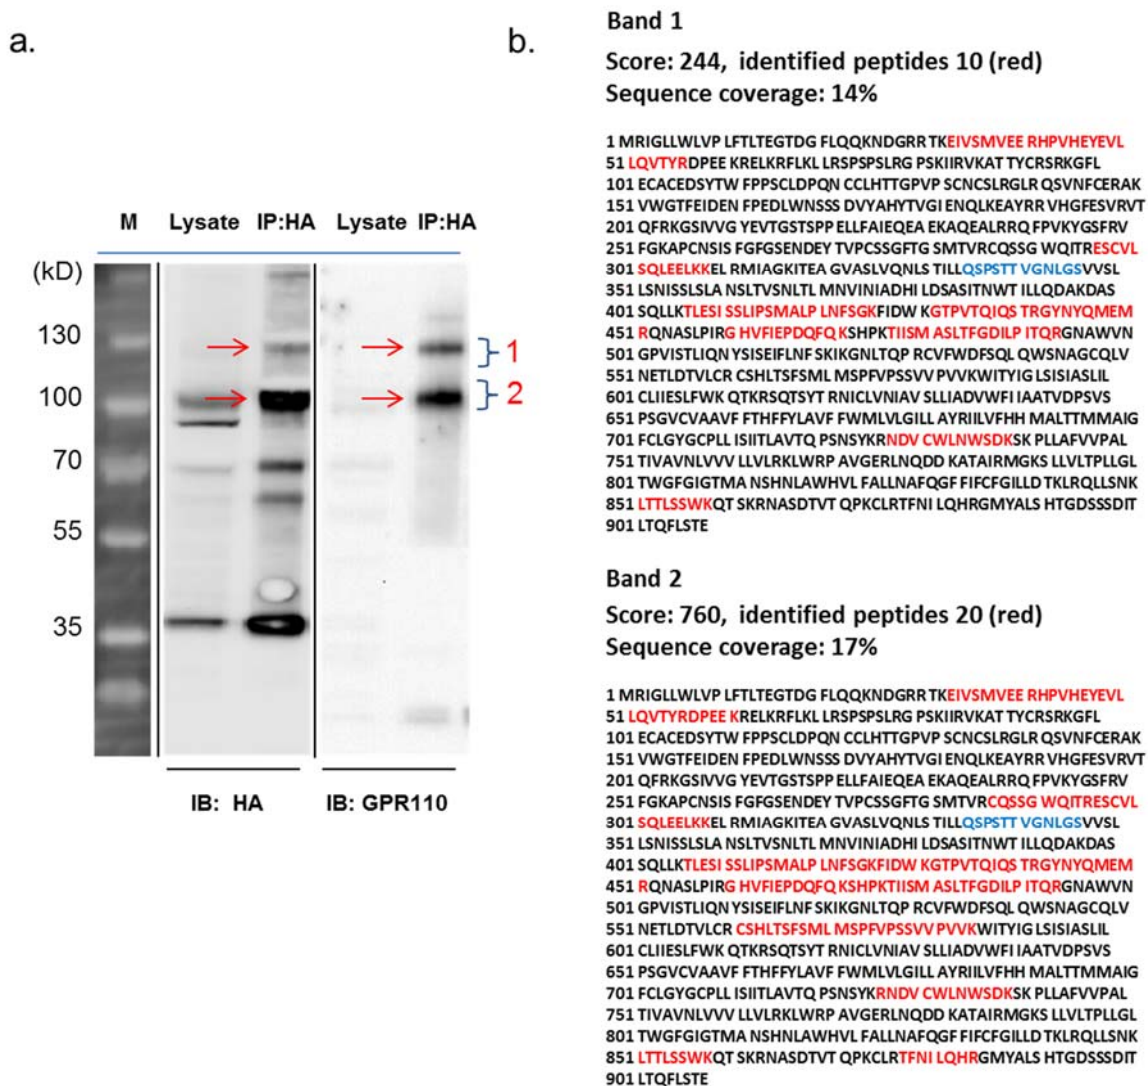 a.
M Lysate IP:HA Lysate IP:HA
(kD)
130
100
70
55
35
1
2
IB: HA IB: GPR110
b.
Band 1
Score: 244, identified peptides 10 (red)
Sequence coverage: 14%
1 MRIGLLWLVP LFTLTEGTDG FLQQKNDGRR TKEIVSMVEE RHPVHEYEVL
51 LQVTYRDPEE KRELKRFLKL LRSPSPSLRG PSKIIRVKAT TYCRSRKGFL
101 ECACEDSYTW FPPSCLDPQN CCLHTTGPVP SCNCSLRGLR QSVNFCERAK
151 VWGTFEIDEN FPEDLWNSSS DVYAHYTVGI ENQLKEAYRR VHGFESVRVT
201 QFRKGSIVVG YEVTGSTSPP ELLFAIEQEA EKAQEALRRQ FPVKYGSFRV
251 FGKAPCNSIS FGFGSENDEY TVPCSSGFTG SMTVRCQSSG WQITRESCVL
301 SQLEELKKEL RMIAGKITEA GVASLVQNLS TILLQSPSTT VGNLGSVVSL
351 LSNISSLSLA NSLTVSNLTL MNVINIADHI LDSASITNWT ILLQDAKDAS
401 SQLLKTLESI SSLIPSMALP LNFSGKFIDWK GTPVTQIQS TRGYNYQMEM
451 RQNASLPIRG HVFIEPDQFQ KSHPKTIISM ASLTFGDILP ITQRGNAWVN
501 GPVISTLIQN YSISEIFLNF SKIKGNLTQP RCVFWDFSQL QWSNAGCQLV
551 NETLDTVLCR CSHLTSFSML MSPFVPSSVV PVVKWITYIG LSISIASLIL
601 CLIIESLFWK QTKRSQTSYT RNICLVNIAV SLLIADVWFI IAATVDPSVS
651 PSGVCVAAVF FTHFFYLAVF FWMLVLGILL AYRIILVFHH MALTTMMAIG
701 FCLGYGCPLL ISIITLAVTQ PSNSYKRNDV CWLNWSDKSK PLLAFVVPAL
751 TIVAVNLVVV LLVLRKLWRP AVGERLNQDD KATAIRMGKS LLVLTPLLGL
801 TWGFGIGTMA NSHNLAWHVL FALLNAFQGF FIFCFGILLD TKLRQLLSNK
851 LTTLSSWKQT SKRNASDTVT QPKCLRTFNI LQHRGMYALS HTGDSSSDIT
901 LTQFLSTE
Band 2
Score: 760, identified peptides 20 (red)
Sequence coverage: 17%
1 MRIGLLWLVP LFTLTEGTDG FLQQKNDGRR TKEIVSMVEE RHPVHEYEVL
51 LQVTYRDPEE KRELKRFLKL LRSPSPSLRG PSKIIRVKAT TYCRSRKGFL
101 ECACEDSYTW FPPSCLDPQN CCLHTTGPVP SCNCSLRGLR QSVNFCERAK
151 VWGTFEIDEN FPEDLWNSSS DVYAHYTVGI ENQLKEAYRR VHGFESVRVT
201 QFRKGSIVVG YEVTGSTSPP ELLFAIEQEA EKAQEALRRQ FPVKYGSFRV
251 FGKAPCNSIS FGFGSENDEY TVPCSSGFTG SMTVRCQSSG WQITRESCVL
301 SQLEELKKEL RMIAGKITEA GVASLVQNLS TILLQSPSTT VGNLGSVVSL
351 LSNISSLSLA NSLTVSNLTL MNVINIADHI LDSASITNWT ILLQDAKDAS
401 SQLLKTLESI SSLIPSMALP LNFSGKFIDW KGTPVTQIQS TRGYNYQMEM
451 RQNASLPIRG HVFIEPDQFQ KSHPKTIISM ASLTFGDILP ITQRGNAWVN
501 GPVISTLIQN YSISEIFLNF SKIKGNLTQP RCVFWDFSQL QWSNAGCQLV
551 NETLDTVLCR CSHLTSFSML MSPFVPSSVV PVVKWITYIG LSISIASLIL
601 CLIIESLFWK QTKRSQTSYT RNICLVNIAV SLLIADVWFI IAATVDPSVS
651 PSGVCVAAVF FTHFFYLAVF FWMLVLGILL AYRIILVFHH MALTTMMAIG
701 FCLGYGCPLL ISIITLAVTQ PSNSYKRNDV CWLNWSDKSK PLLAFVVPAL
751 TIVAVNLVVV LLVLRKLWRP AVGERLNQDD KATAIRMGKS LLVLTPLLGL
801 TWGFGIGTMA NSHNLAWHVL FALLNAFQGF FIFCFGILLD TKLRQLLSNK
851 LTTLSSWKQT SKRNASDTVT QPKCLRTFNI LQHRGMYALS HTGDSSSDIT
901 LTQFLSTE